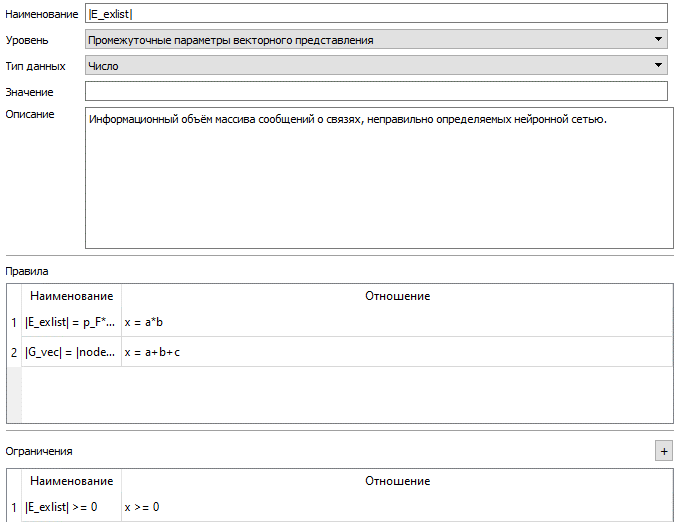 Наименование |E_exlist|
Уровень Промежуточные параметры векторного представления
Тип данных Число
Значение
Описание Информационный объём массива сообщений о связях, неправильно определяемых нейронной сетью.
Правила
Наименование Отношение
1 |E_exlist| = p_F*... x = a*b
2 |G_vec| = |node... x = a+b+c
Ограничения +
Наименование Отношение
1 |E_exlist| >= 0 x >= 0